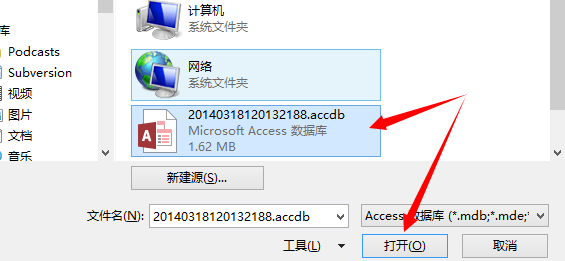 据库
Podcasts
Subversion
视频
图片
文档
音乐
计算机
系统文件夹
网络
系统文件夹
20140318120132188.accdb
Microsoft Access 数据库
1.62 MB
新建源(S)...
文件名(N): 20140318120132188.accdb Access 数据库 (*.mdb;*.mde;*
工具(L) 打开(O) 取消